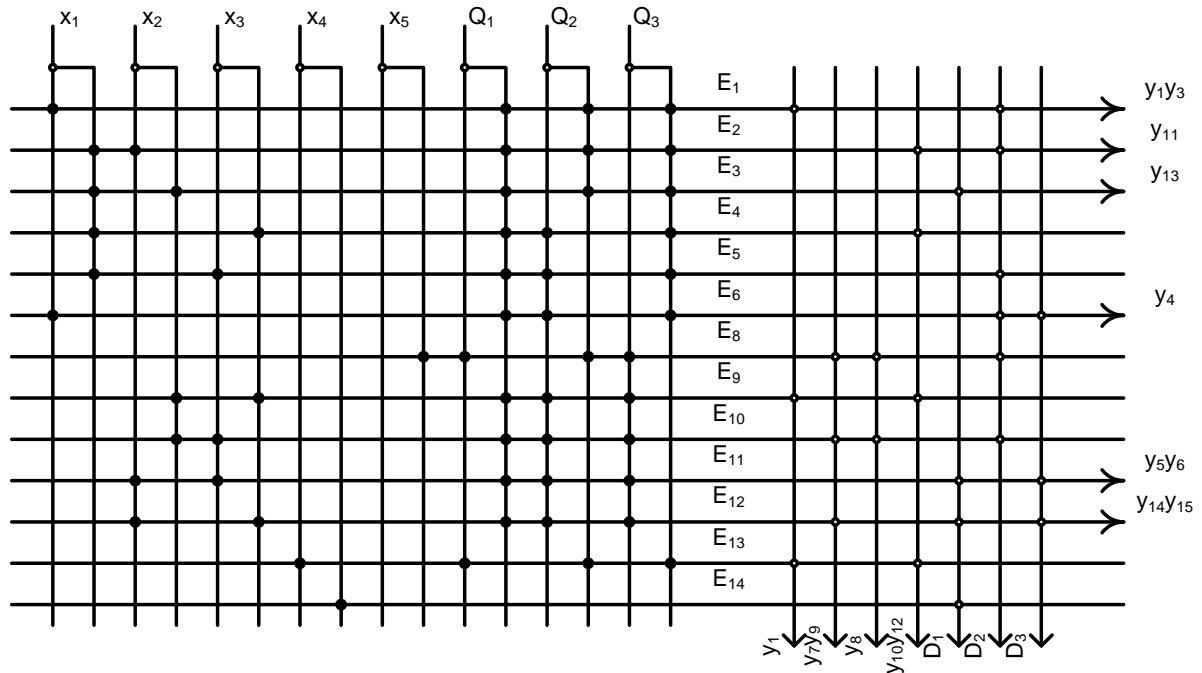 x₁ x₂ x₃ x₄ x₅ Q₁ Q₂ Q₃
E₁
y₁y₃
E₂
y₁₁
E₃
y₁₃
E₄
E₅
E₆
y₄
E₈
E₉
E₁₀
E₁₁
y₅y₆
E₁₂
y₁₄y₁₅
E₁₃
E₁₄
y₁ y₇y₉ y₈ y₁₀y₁₂ D₁ D₂ D₃